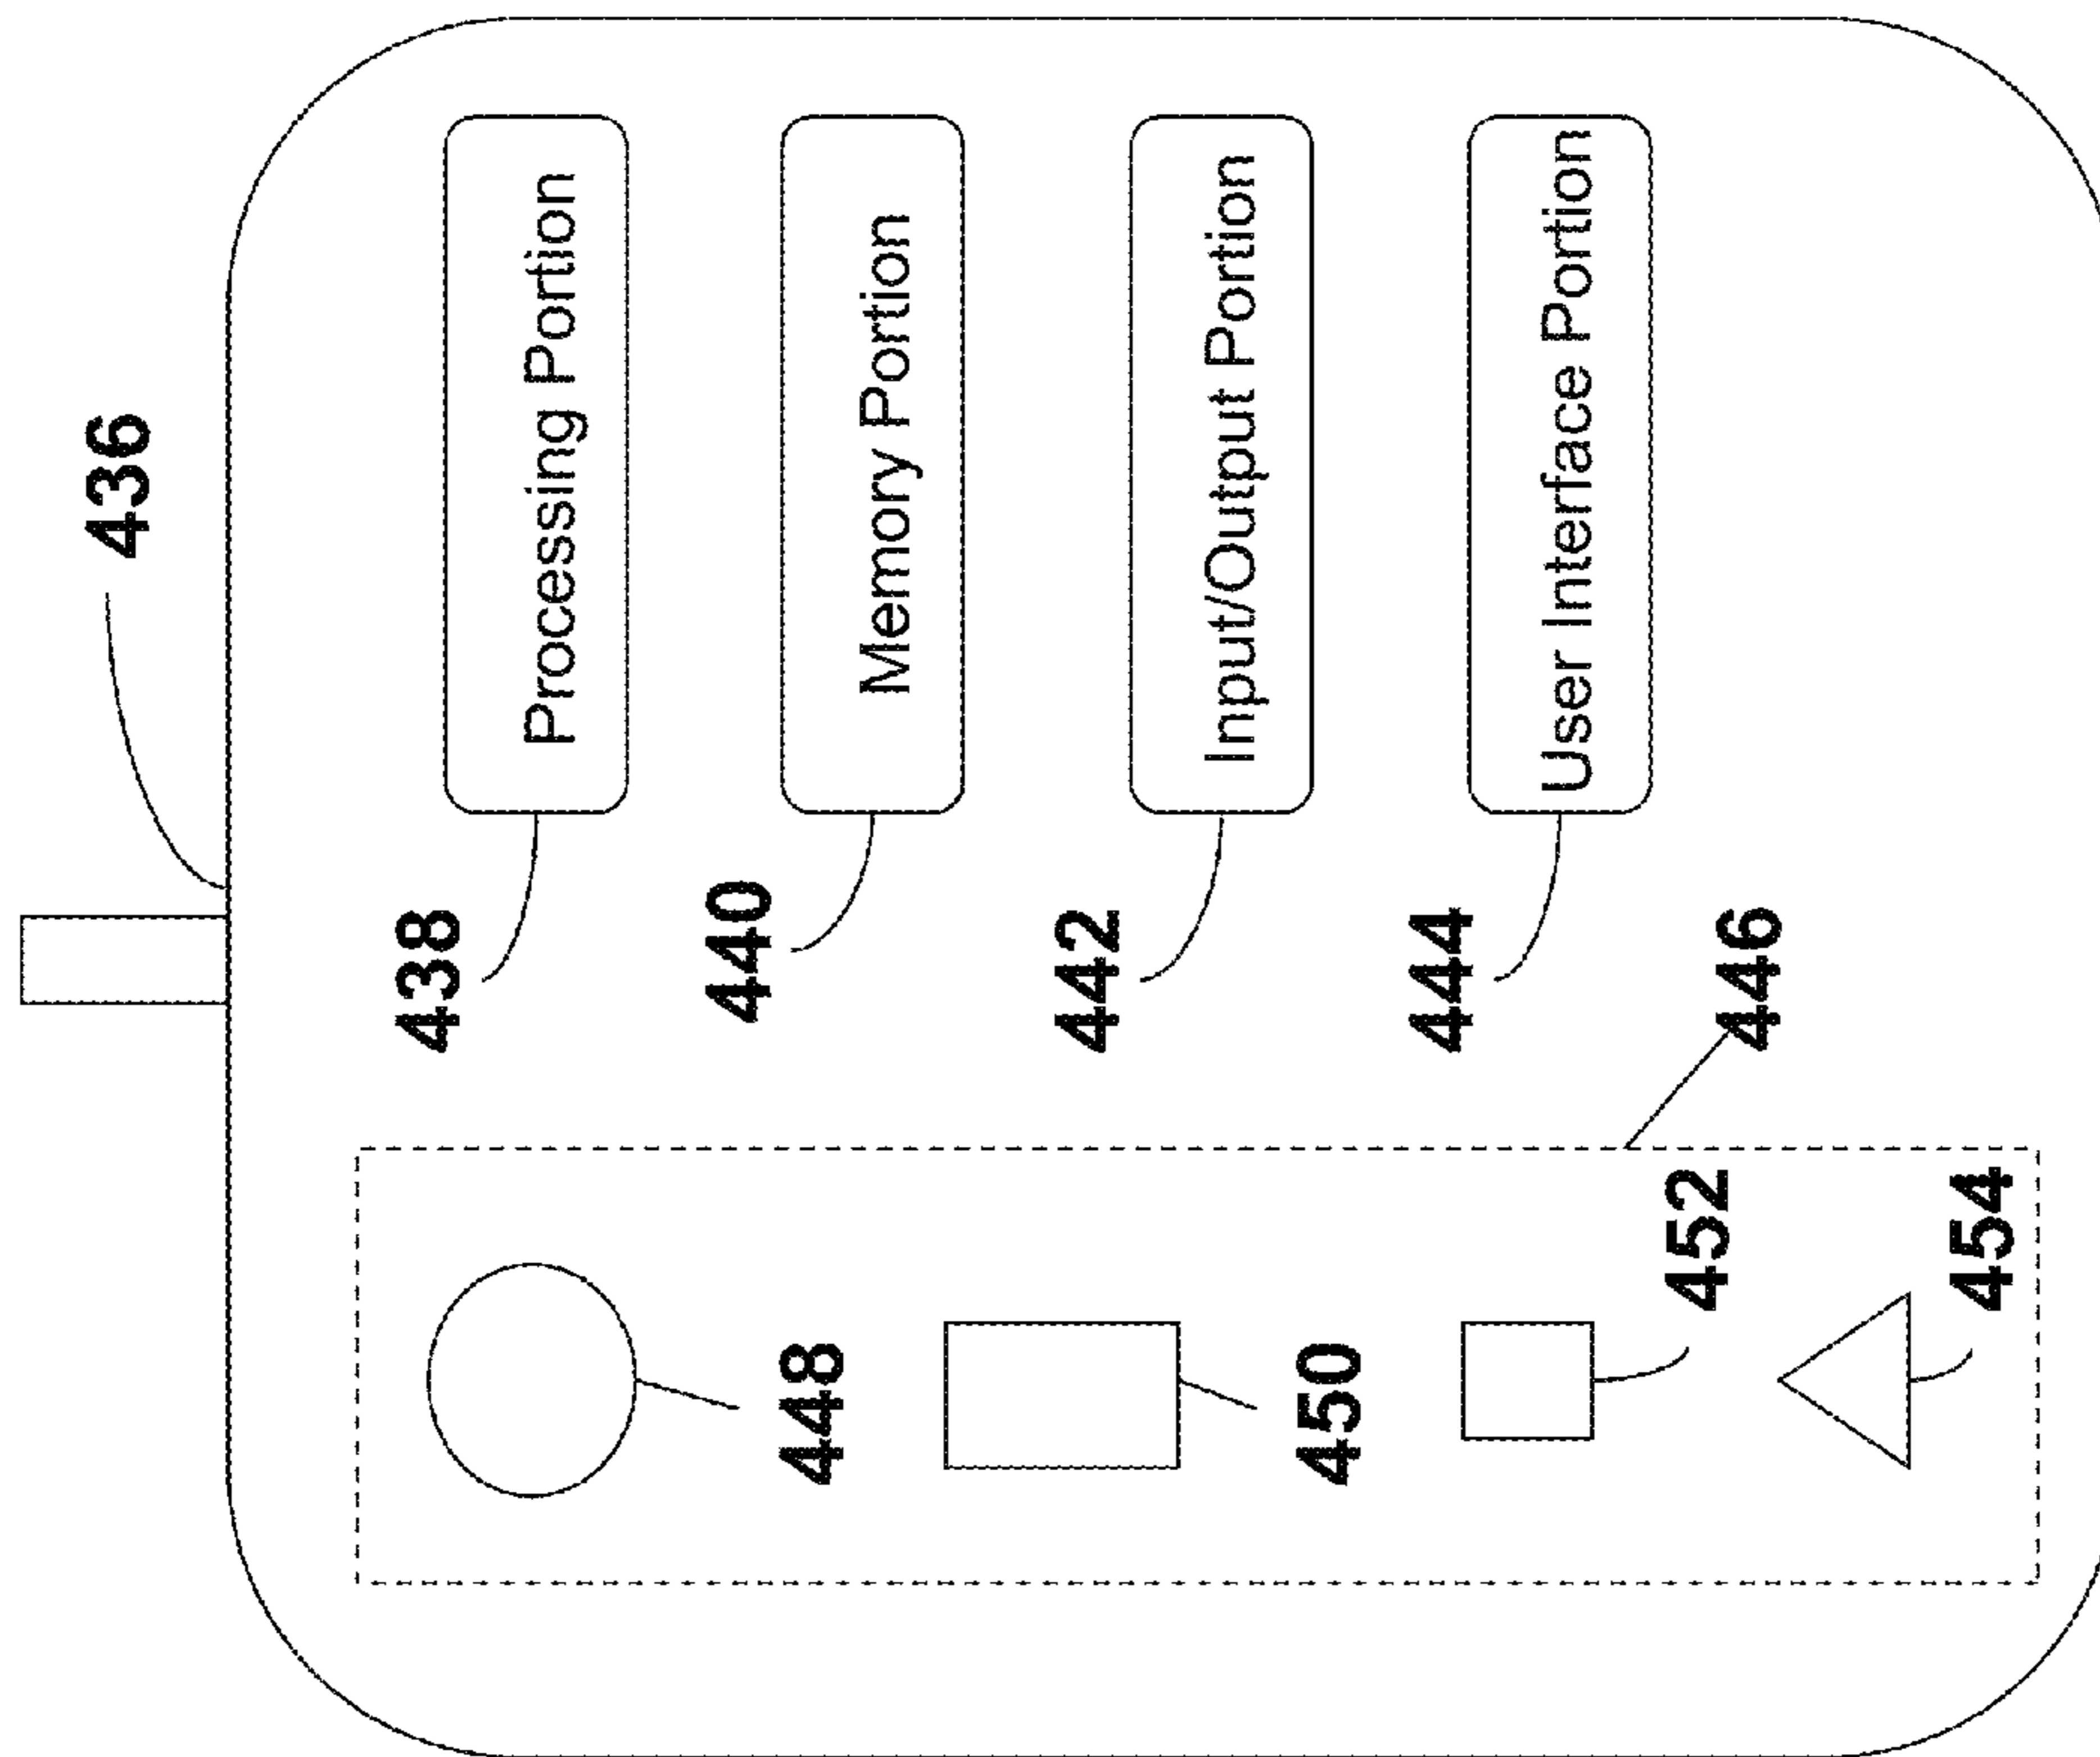 436
438
Processing Portion
440
Memory Portion
442
Input/Output Portion
444
User Interface Portion
446
448
450
452
454